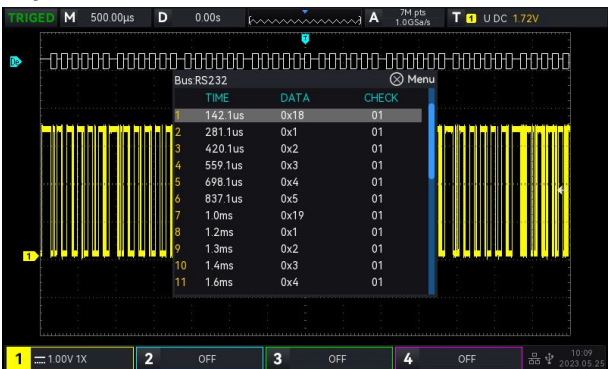 TRIGED M 500.00μs D 0.00s A 7M pts 1.0GSa/s T 1 U DC 1.72V
Bus:RS232 Menu
TIME DATA CHECK
1 142.1us 0x18 01
2 281.1us 0x1 01
3 420.1us 0x2 01
4 559.1us 0x3 01
5 698.1us 0x4 01
6 837.1us 0x5 01
7 1.0ms 0x19 01
8 1.2ms 0x1 01
9 1.3ms 0x2 01
10 1.4ms 0x3 01
11 1.6ms 0x4 01
1
1 1.00V 1X 2 OFF 3 OFF 4 OFF 10:09
2023.05.25